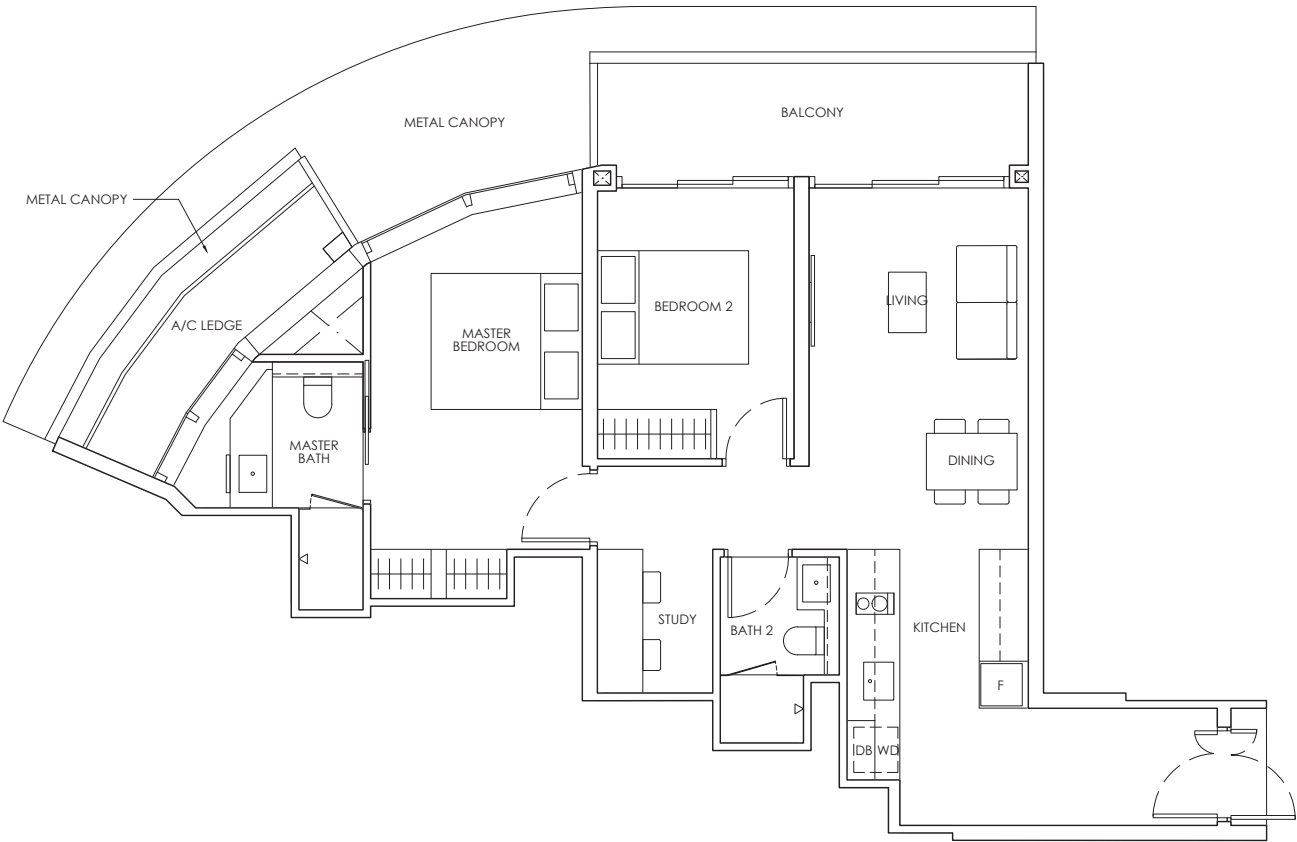 BALCONY
METAL CANOPY
METAL CANOPY
A/C LEDGE
MASTER
BEDROOM
BEDROOM 2
LIVING
MASTER
BATH
DINING
STUDY
BATH 2
KITCHEN
F
DB WD